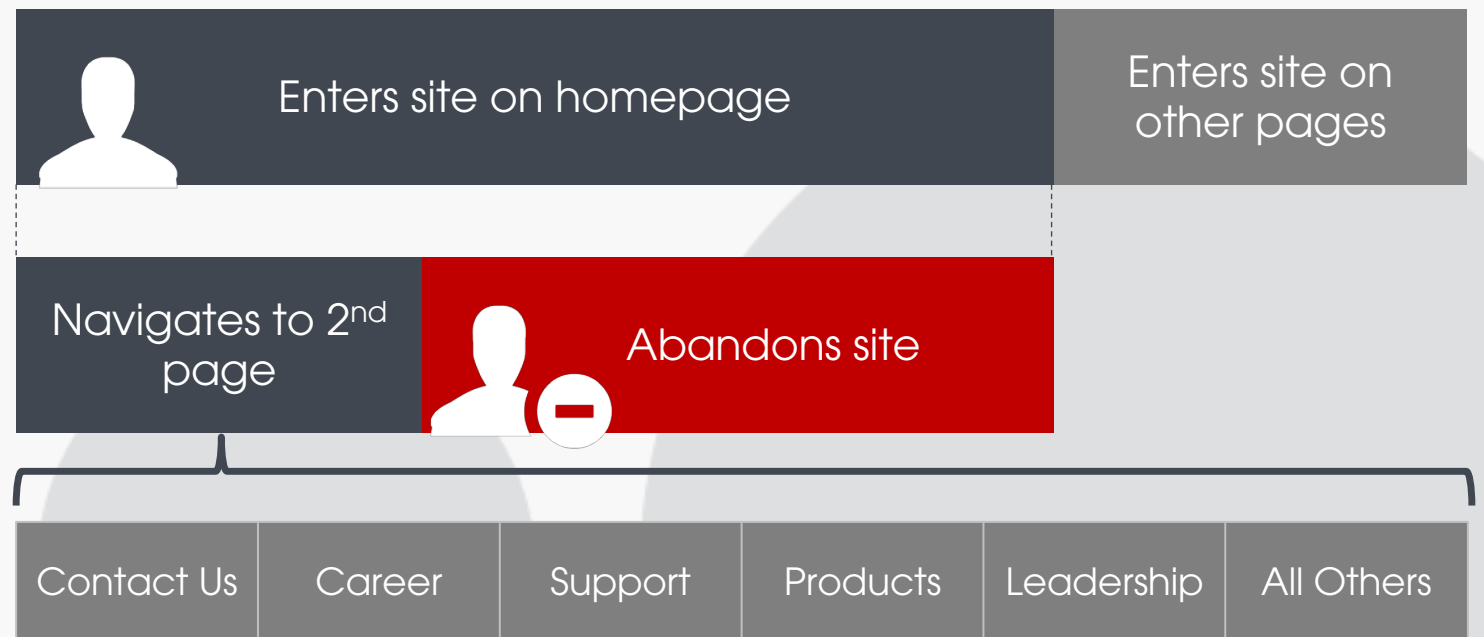 Enters site on homepage
Enters site on
other pages
Navigates to 2nd
page
Abandons site
Contact Us
Career
Support
Products
Leadership
All Others